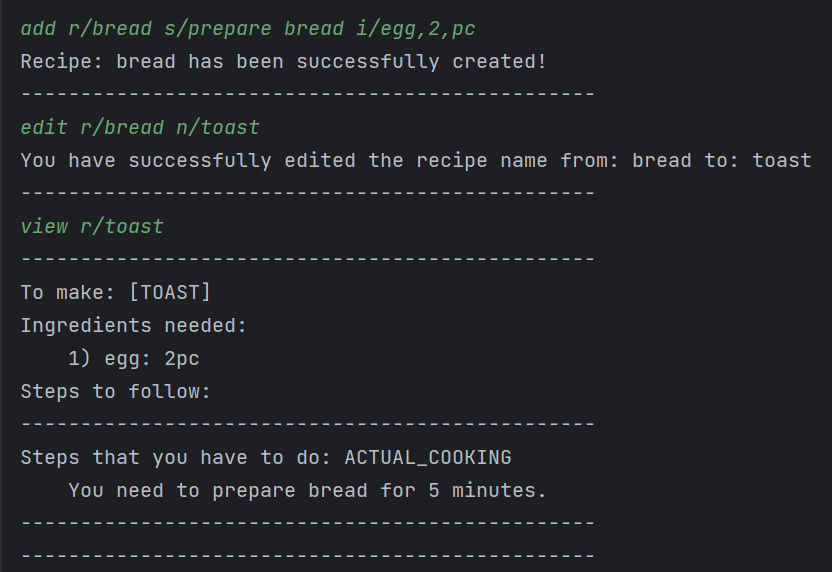 add r/bread s/prepare bread i/egg,2,pc
Recipe: bread has been successfully created!
------------------------------------------------
edit r/bread n/toast
You have successfully edited the recipe name from: bread to: toast
------------------------------------------------
view r/toast
------------------------------------------------
To make: [TOAST]
Ingredients needed:
    1) egg: 2pc
Steps to follow:
------------------------------------------------
Steps that you have to do: ACTUAL_COOKING
    You need to prepare bread for 5 minutes.
------------------------------------------------
------------------------------------------------